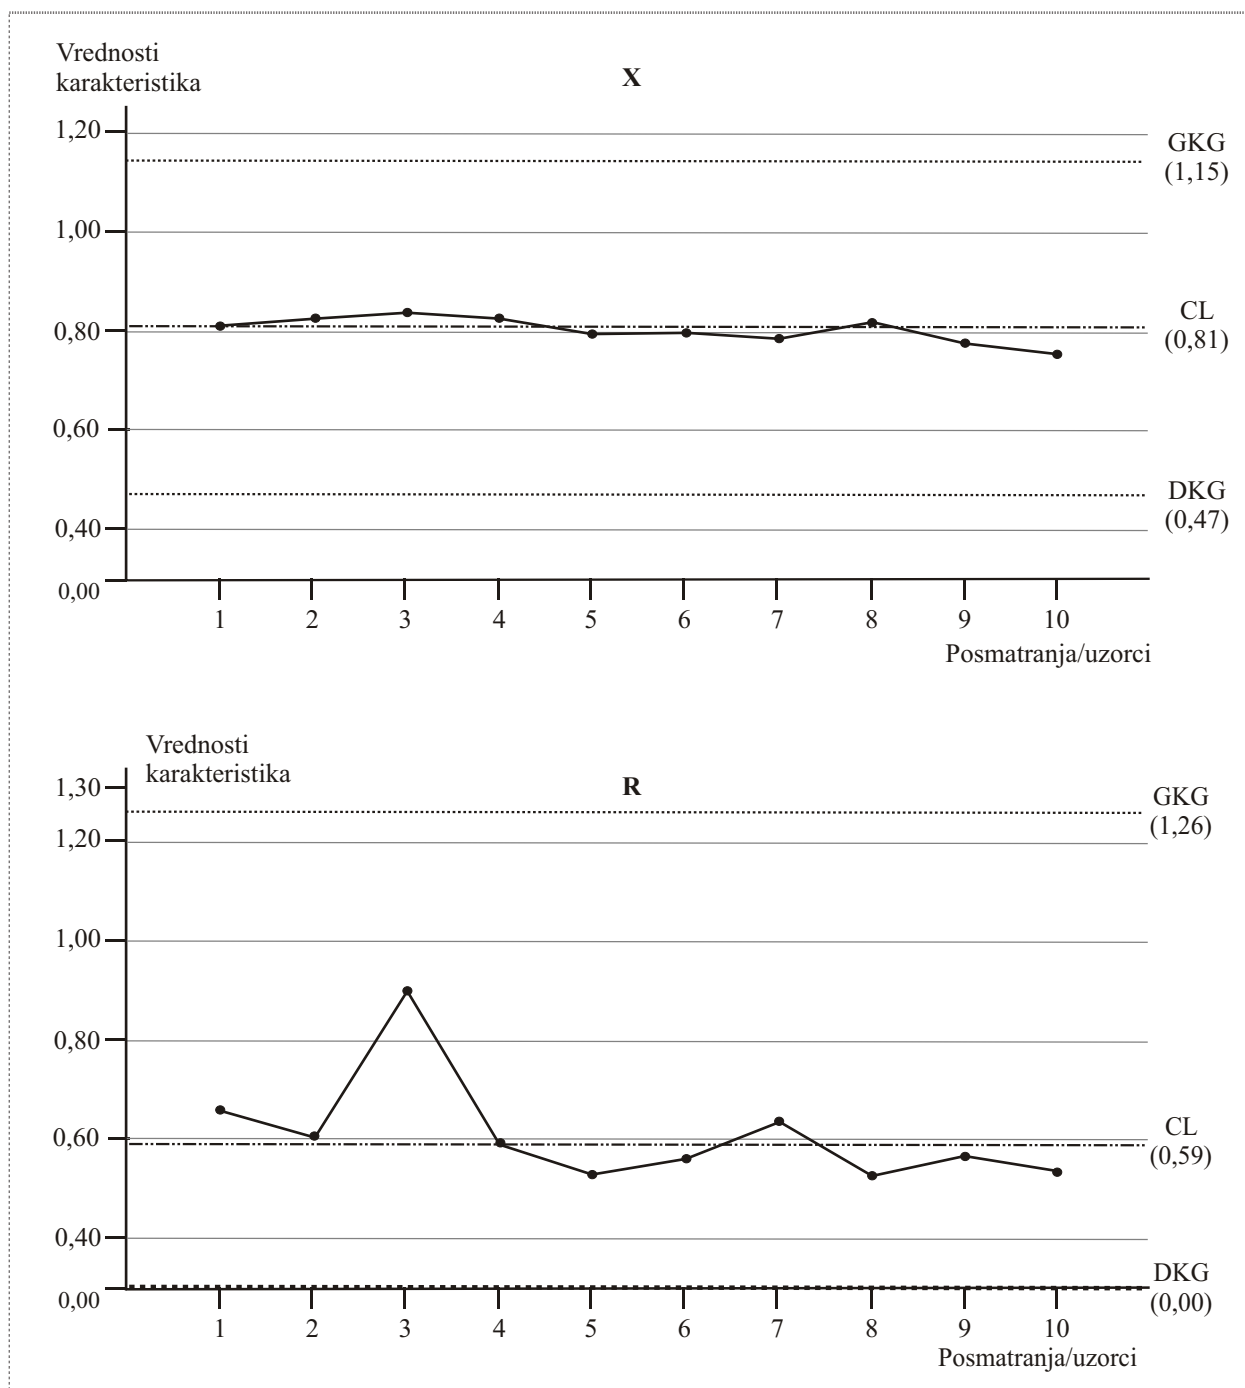 Vrednosti
karakteristika
X
1,20
GKG
(1,15)
1,00
CL
(0,81)
0,80
0,60
DKG
(0,47)
0,40
0,00
1 2 3 4 5 6 7 8 9 10
Posmatranja/uzorci
Vrednosti
karakteristika
R
1,30
GKG
(1,26)
1,20
1,00
0,80
0,60
CL
(0,59)
0,40
DKG
(0,00)
0,00
1 2 3 4 5 6 7 8 9 10
Posmatranja/uzorci